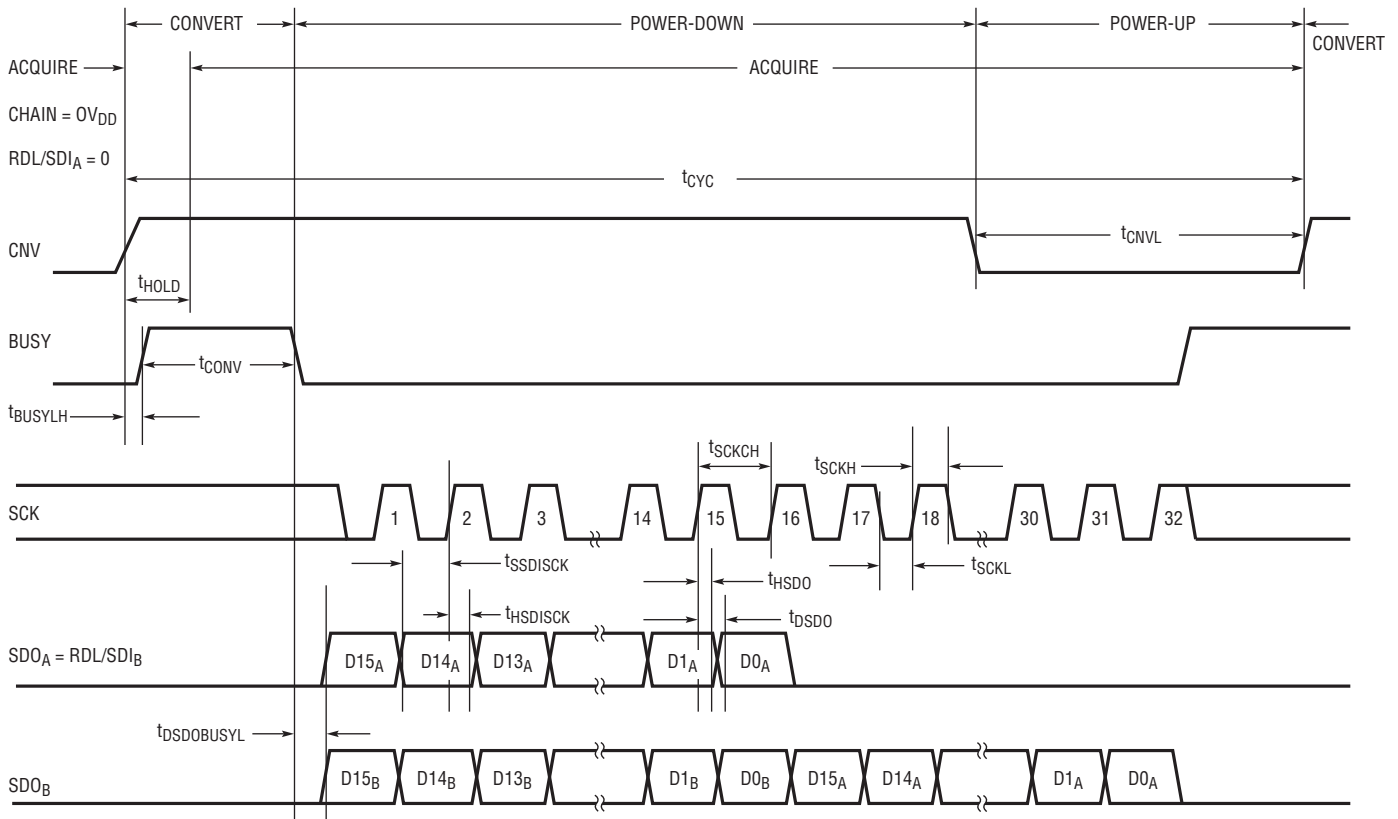 CONVERT POWER-DOWN POWER-UP
CONVERT
ACQUIRE ACQUIRE
CHAIN = OVDD
RDL/SDIA = 0
tCYC
CNV
tCNVL
tHOLD
BUSY
tCONV
tBUSYLH
tSCKCH
tSCKH
SCK
1 2 3 14 15 16 17 18 30 31 32
tSSDISCK
tHSDO
tSCKL
tHSDISCK
tDSDO
SDOA = RDL/SDIB
D15A D14A D13A D1A D0A
tDSDOBUSYL
SDOB
D15B D14B D13B D1B D0B D15A D14A D1A D0A